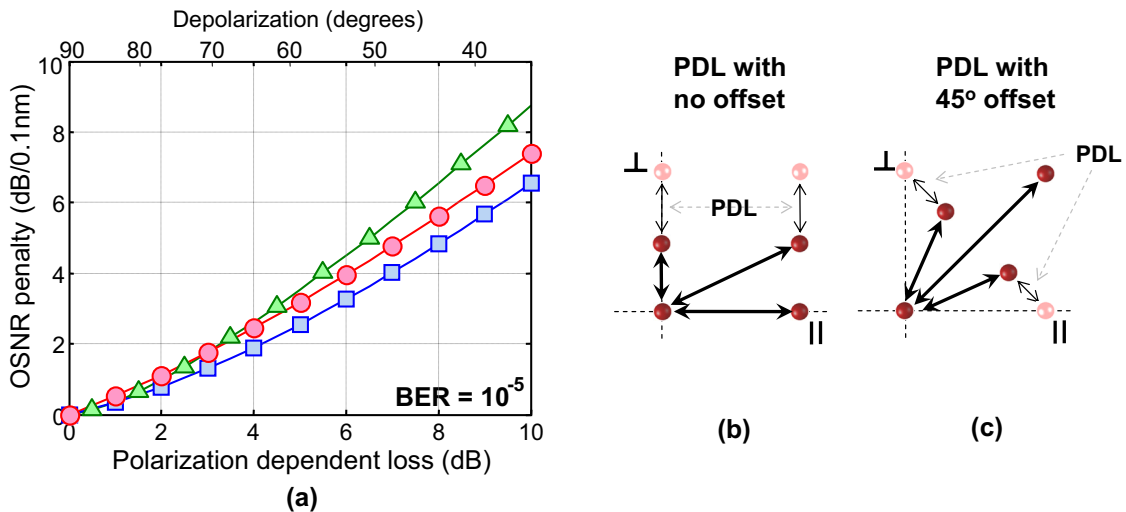 Depolarization (degrees)
90 80 70 60 50 40
10
8
6
4
2
0
OSNR penalty (dB/0.1nm)
BER = 10⁻⁵
0 2 4 6 8 10
Polarization dependent loss (dB)
(a)
PDL with
no offset
⊥
PDL
||
(b)
PDL with
45º offset
⊥
PDL
||
(c)